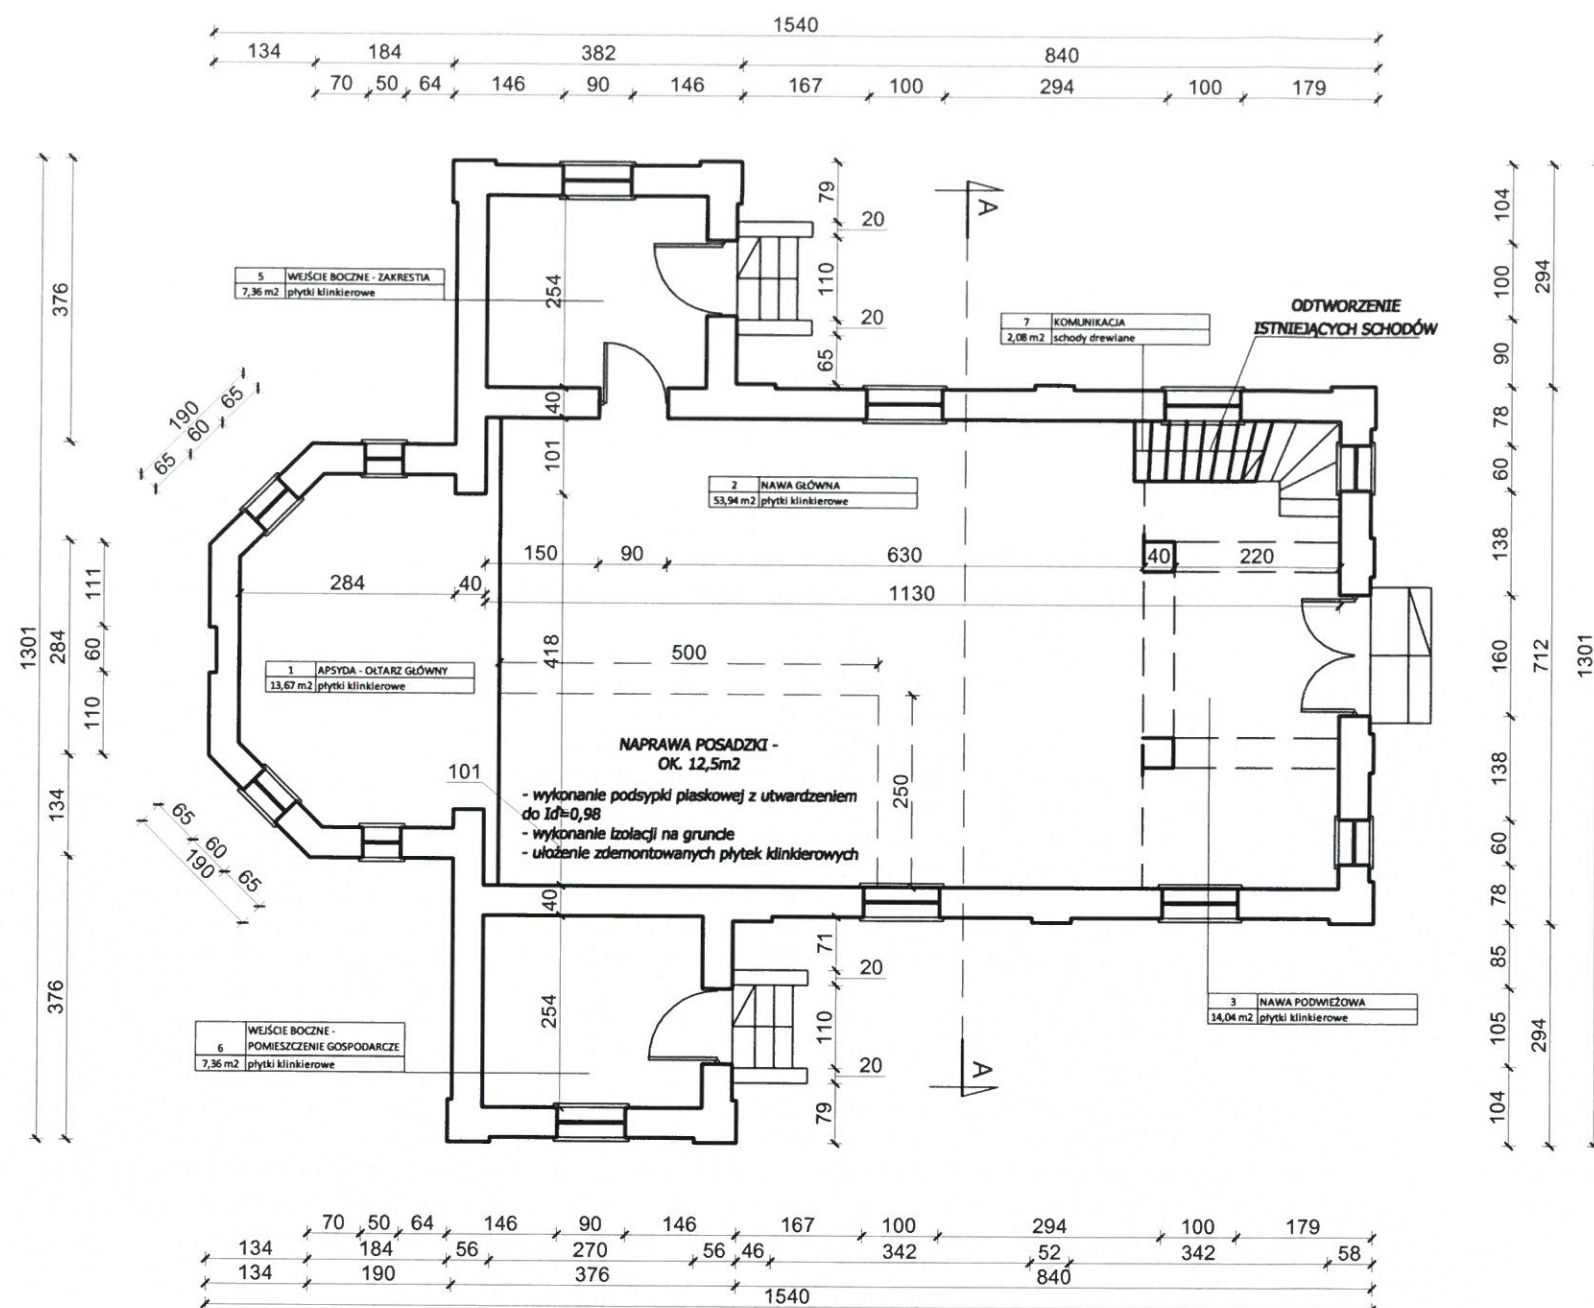 1540
134 184 382 840
70 50 64 146 90 146 167 100 294 100 179
5 WEJŚCIE BOCZNE - ZAKRESTIA
7,36 m2 płytki klinkierowe
7 KOMUNIKACJA
2,08 m2 schody drewiane
ODTWORZENIE
ISTNIEJĄCYCH SCHODÓW
2 NAWA GŁÓWNA
53,94 m2 płytki klinkierowe
1 APSYDA - OŁTARZ GŁÓWNY
13,67 m2 płytki klinkierowe
NAPRAWA POSADZKI -
OK. 12,5m2
- wykonanie podsypki piaskowej z utwardzeniem
do Id=0,98
- wykonanie izolacji na gruncie
- ułożenie zdemontowanych płytek klinkierowych
3 NAWA PODWIEŻOWA
14,04 m2 płytki klinkierowe
WEJŚCIE BOCZNE -
6 POMIESZCZENIE GOSPODARCZE
7,36 m2 płytki klinkierowe
A
A
1301
376
284
134
376
111
60
110
65 60 65
190
65 60 65
190
254
40
101
418
101
40
254
150 90 630 40 220
284 40 1130
500
250
79
20
110
20
65
71
20
110
20
79
104
100
90
78
60
138
160
138
60
78
85
105
104
294
712
294
1301
70 50 64 146 90 146 167 100 294 100 179
134 184 56 270 56 46 342 52 342 58
134 190 376 840
1540